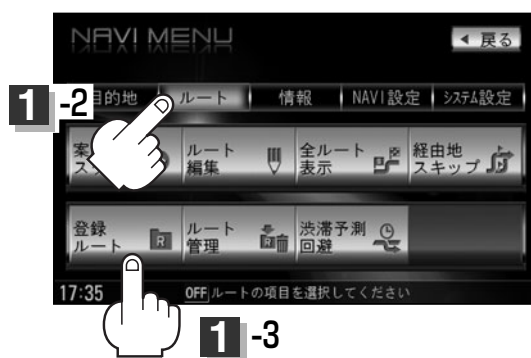 NAVI MENU
戻る
目的地 ルート 情報 NAVI設定 システム設定
1-2
ルート編集
全ルート表示
経由地スキップ
登録ルート
ルート管理
渋滞予測回避
17:35 OFF ルートの項目を選択してください
1-3